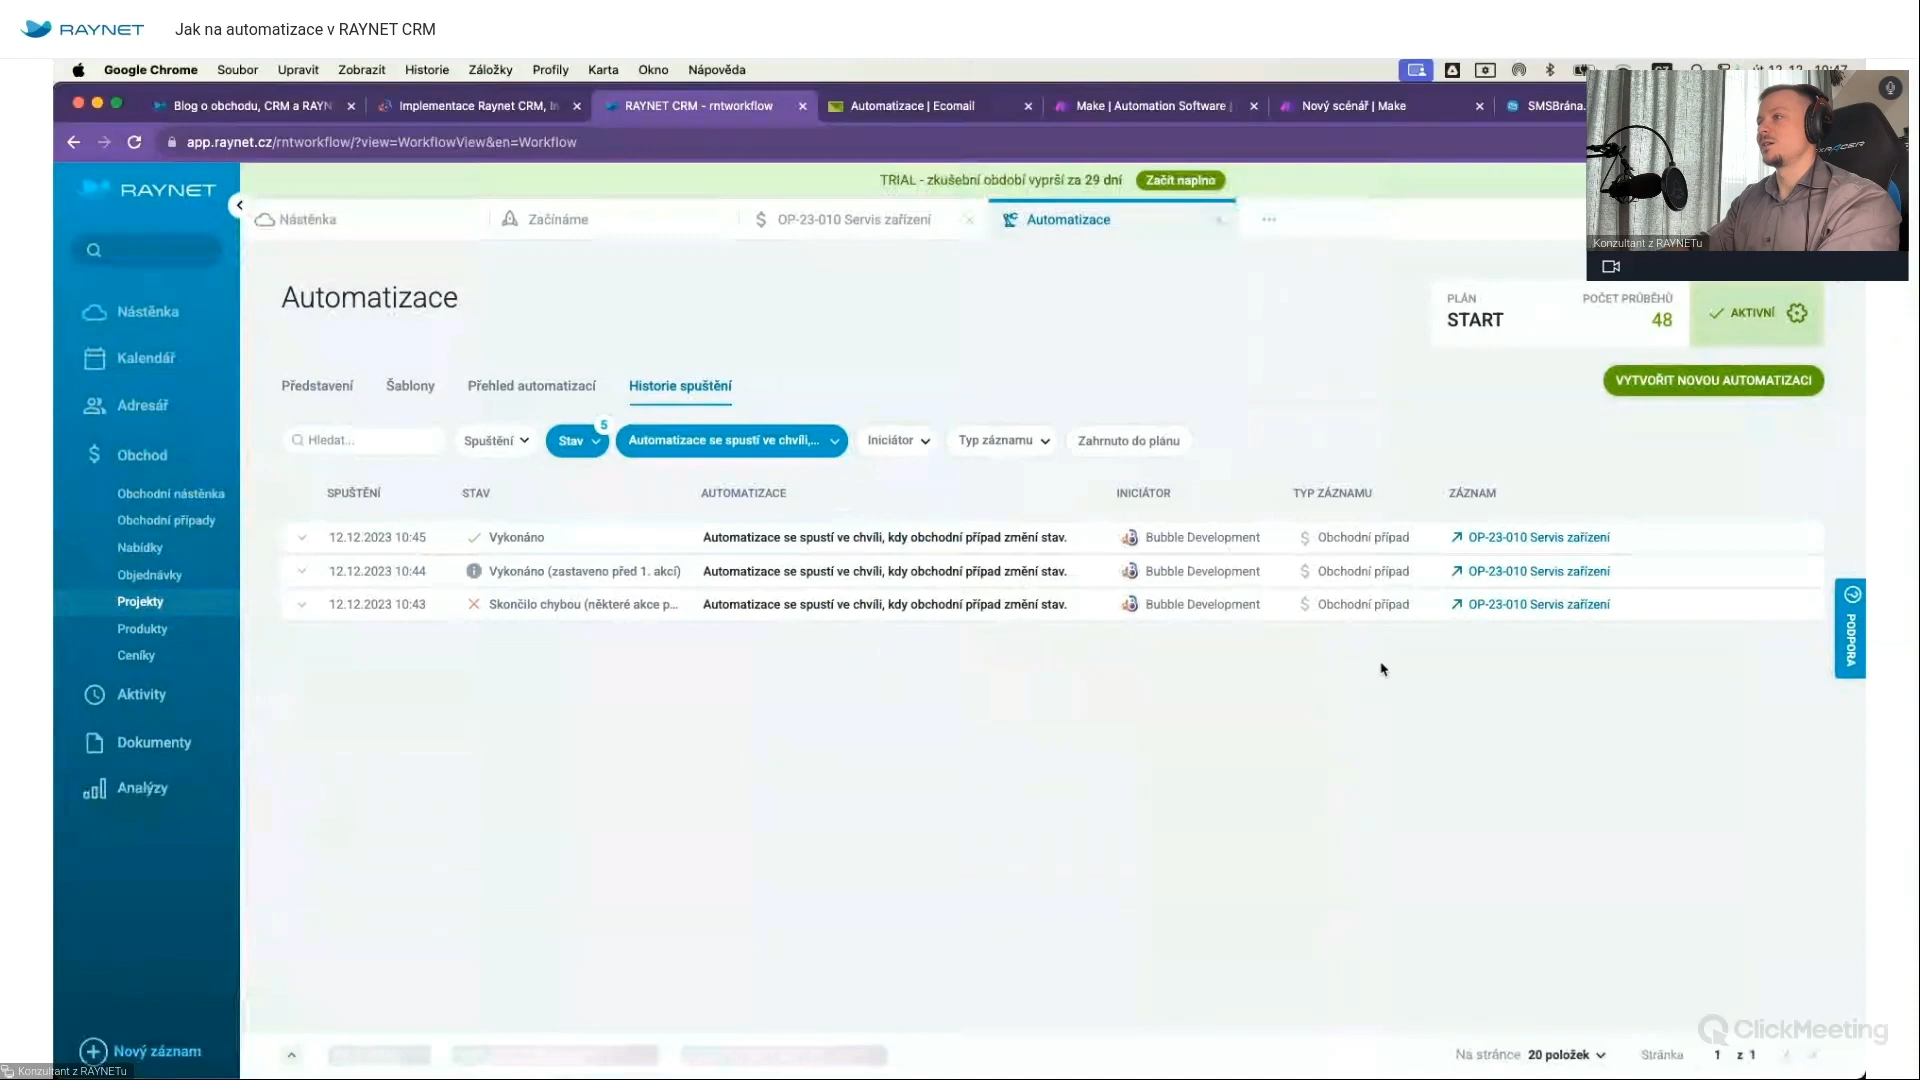 RAYNET Jak na automatizace v RAYNET CRM
Google Chrome Soubor Upravit Zobrazit Historie Záložky Profily Karta Okno Nápověda
Blog o obchodu, CRM a RAYN Implementace Raynet CRM, In RAYNET CRM - rntworkflow Automatizace | Ecomail Make | Automation Software | Nový scénář | Make SMSBrána.
app.raynet.cz/rntworkflow/?view=WorkflowView&en=Workflow
RAYNET
TRIAL - zkušební období vyprší za 29 dní Začít naplno
Nástěnka Začínáme OP-23-010 Servis zařízení Automatizace
Konzultant z RAYNETu
Nástěnka
Kalendář
Adresář
Obchod
Obchodní nástěnka
Obchodní případy
Nabídky
Objednávky
Projekty
Produkty
Ceníky
Aktivity
Dokumenty
Analýzy
Nový záznam
Automatizace
PLÁN POČET PRŮBĚHŮ
START 48 AKTIVNÍ
VYTVOŘIT NOVOU AUTOMATIZACI
Představení Šablony Přehled automatizací Historie spuštění
Hledat... Spuštění Stav 5 Automatizace se spustí ve chvíli,... Iniciátor Typ záznamu Zahrnuto do plánu
SPUŠTĚNÍ STAV AUTOMATIZACE INICIÁTOR TYP ZÁZNAMU ZÁZNAM
12.12.2023 10:45 Vykonáno Automatizace se spustí ve chvíli, kdy obchodní případ změní stav. Bubble Development Obchodní případ OP-23-010 Servis zařízení
12.12.2023 10:44 Vykonáno (zastaveno před 1. akcí) Automatizace se spustí ve chvíli, kdy obchodní případ změní stav. Bubble Development Obchodní případ OP-23-010 Servis zařízení
12.12.2023 10:43 Skončilo chybou (některé akce p... Automatizace se spustí ve chvíli, kdy obchodní případ změní stav. Bubble Development Obchodní případ OP-23-010 Servis zařízení
PODPORA
ClickMeeting
Na stránce 20 položek Stránka 1 z 1
Konzultant z RAYNETu